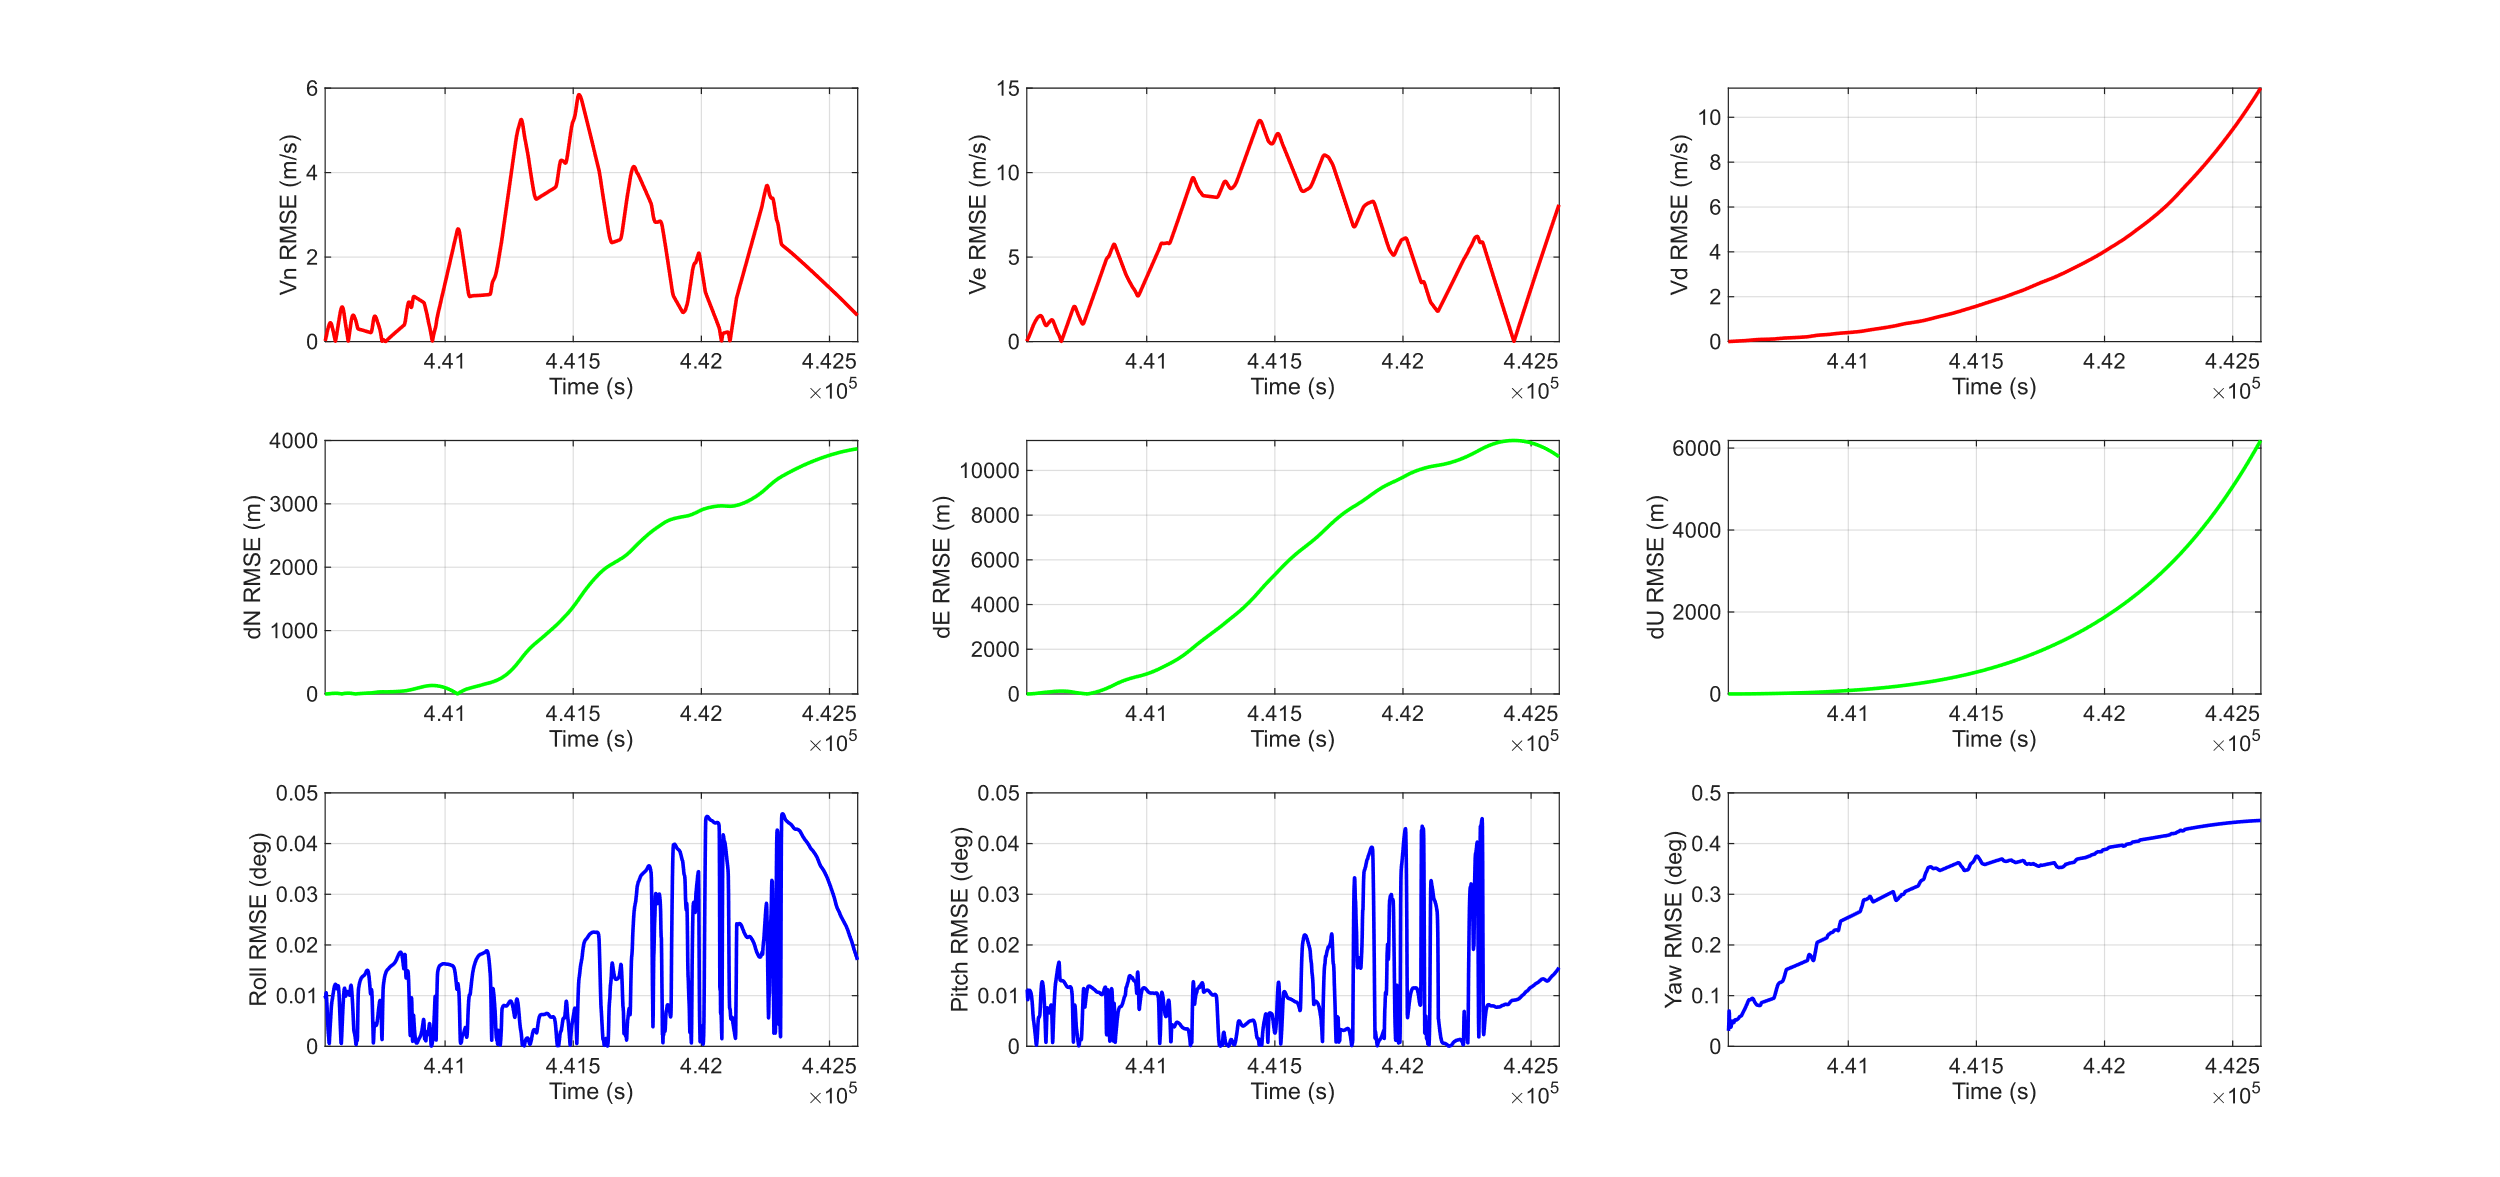 6
4
2
0
Vn RMSE (m/s)
4.41 4.415 4.42 4.425
Time (s)
×10^5
15
10
5
0
Ve RMSE (m/s)
4.41 4.415 4.42 4.425
Time (s)
×10^5
10
8
6
4
2
0
Vd RMSE (m/s)
4.41 4.415 4.42 4.425
Time (s)
×10^5
4000
3000
2000
1000
0
dN RMSE (m)
4.41 4.415 4.42 4.425
Time (s)
×10^5
10000
8000
6000
4000
2000
0
dE RMSE (m)
4.41 4.415 4.42 4.425
Time (s)
×10^5
6000
4000
2000
0
dU RMSE (m)
4.41 4.415 4.42 4.425
Time (s)
×10^5
0.05
0.04
0.03
0.02
0.01
0
Roll RMSE (deg)
4.41 4.415 4.42 4.425
Time (s)
×10^5
0.05
0.04
0.03
0.02
0.01
0
Pitch RMSE (deg)
4.41 4.415 4.42 4.425
Time (s)
×10^5
0.5
0.4
0.3
0.2
0.1
0
Yaw RMSE (deg)
4.41 4.415 4.42 4.425
Time (s)
×10^5